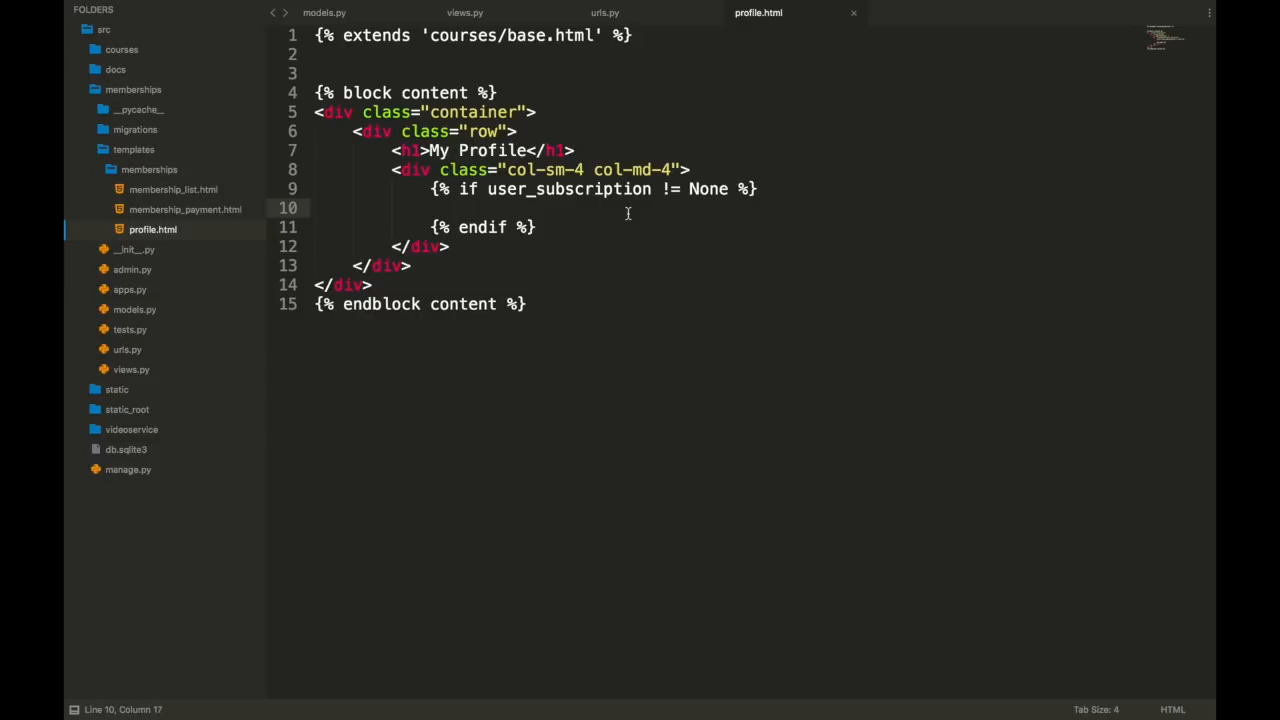 FOLDERS
src
courses
docs
memberships
__pycache__
migrations
templates
memberships
membership_list.html
membership_payment.html
profile.html
__init__.py
admin.py
apps.py
models.py
tests.py
urls.py
views.py
static
static_root
videoservice
db.sqlite3
manage.py
models.py views.py urls.py profile.html ×
1 {% extends 'courses/base.html' %}
2
3
4 {% block content %}
5 <div class="container">
6 <div class="row">
7 <h1>My Profile</h1>
8 <div class="col-sm-4 col-md-4">
9 {% if user_subscription != None %}
10
11 {% endif %}
12 </div>
13 </div>
14 </div>
15 {% endblock content %}
Line 10, Column 17
Tab Size: 4
HTML